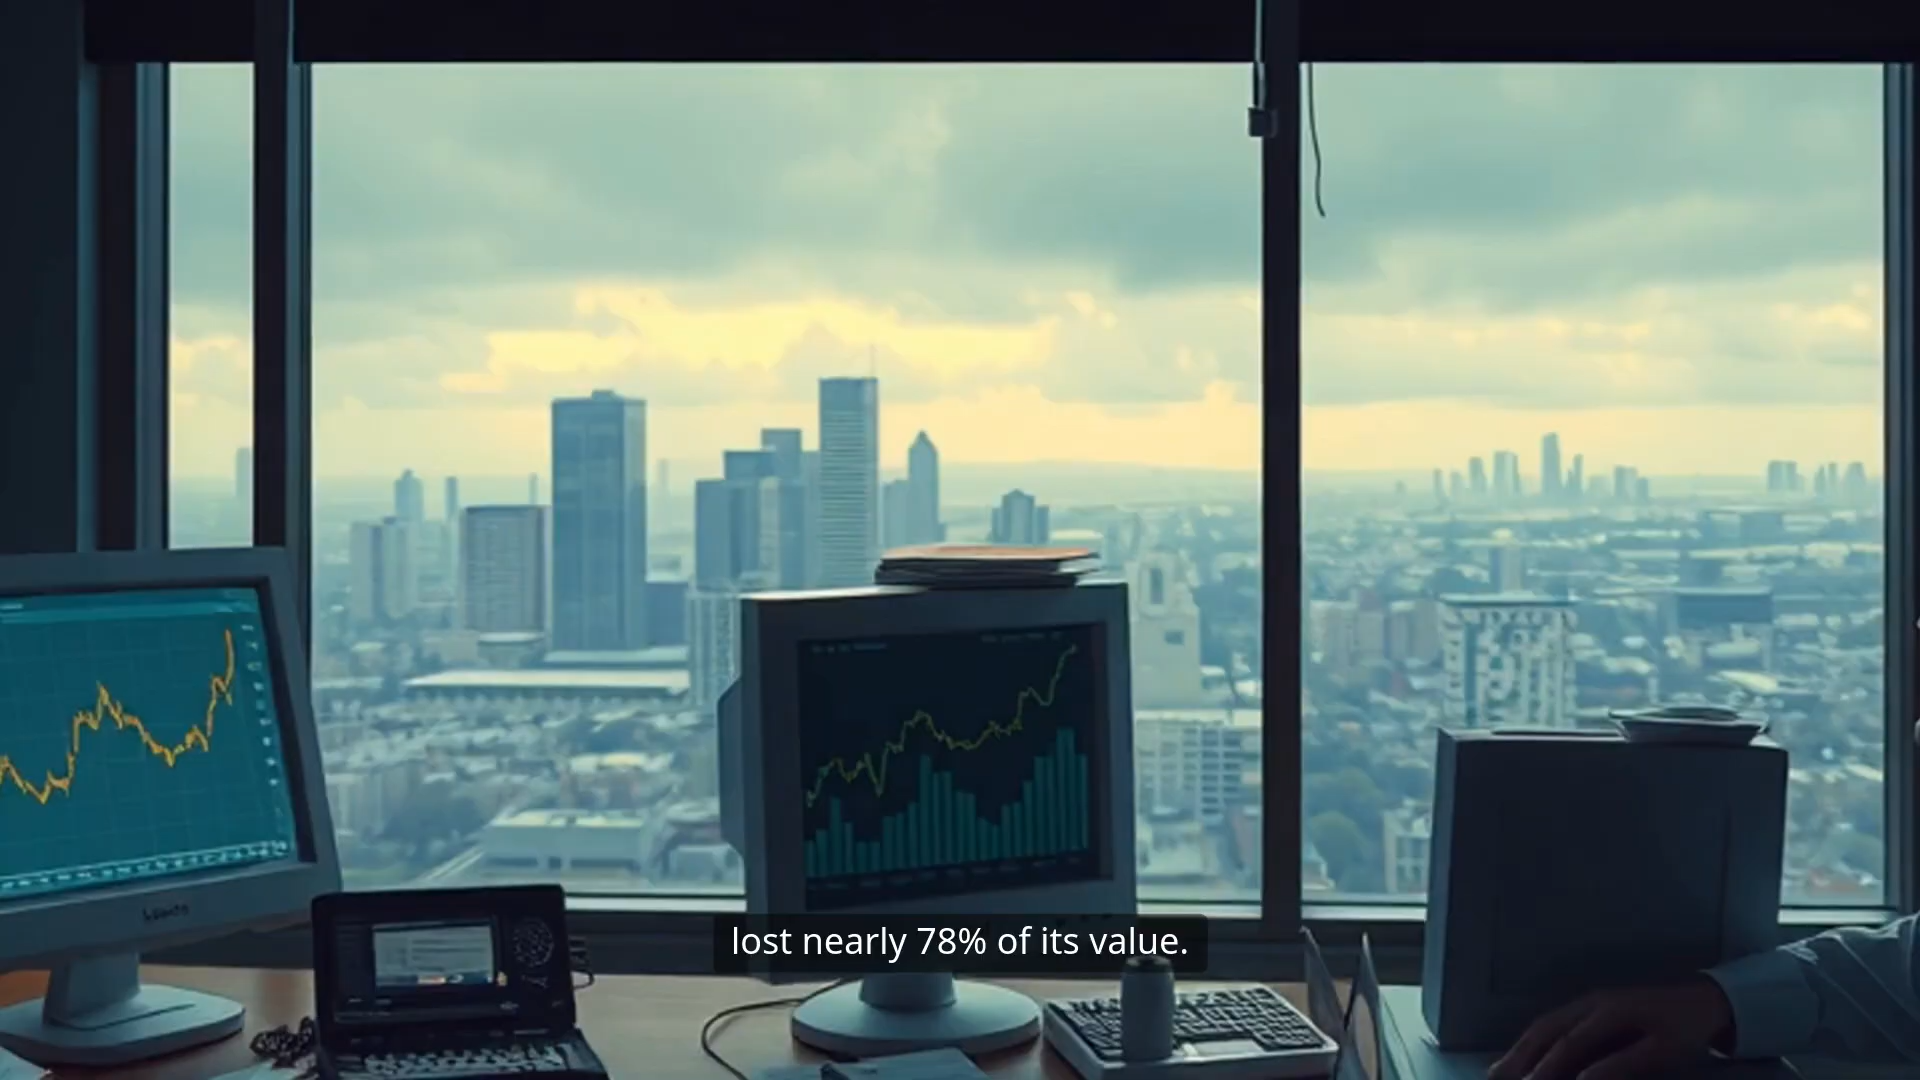 lost nearly 78% of its value.